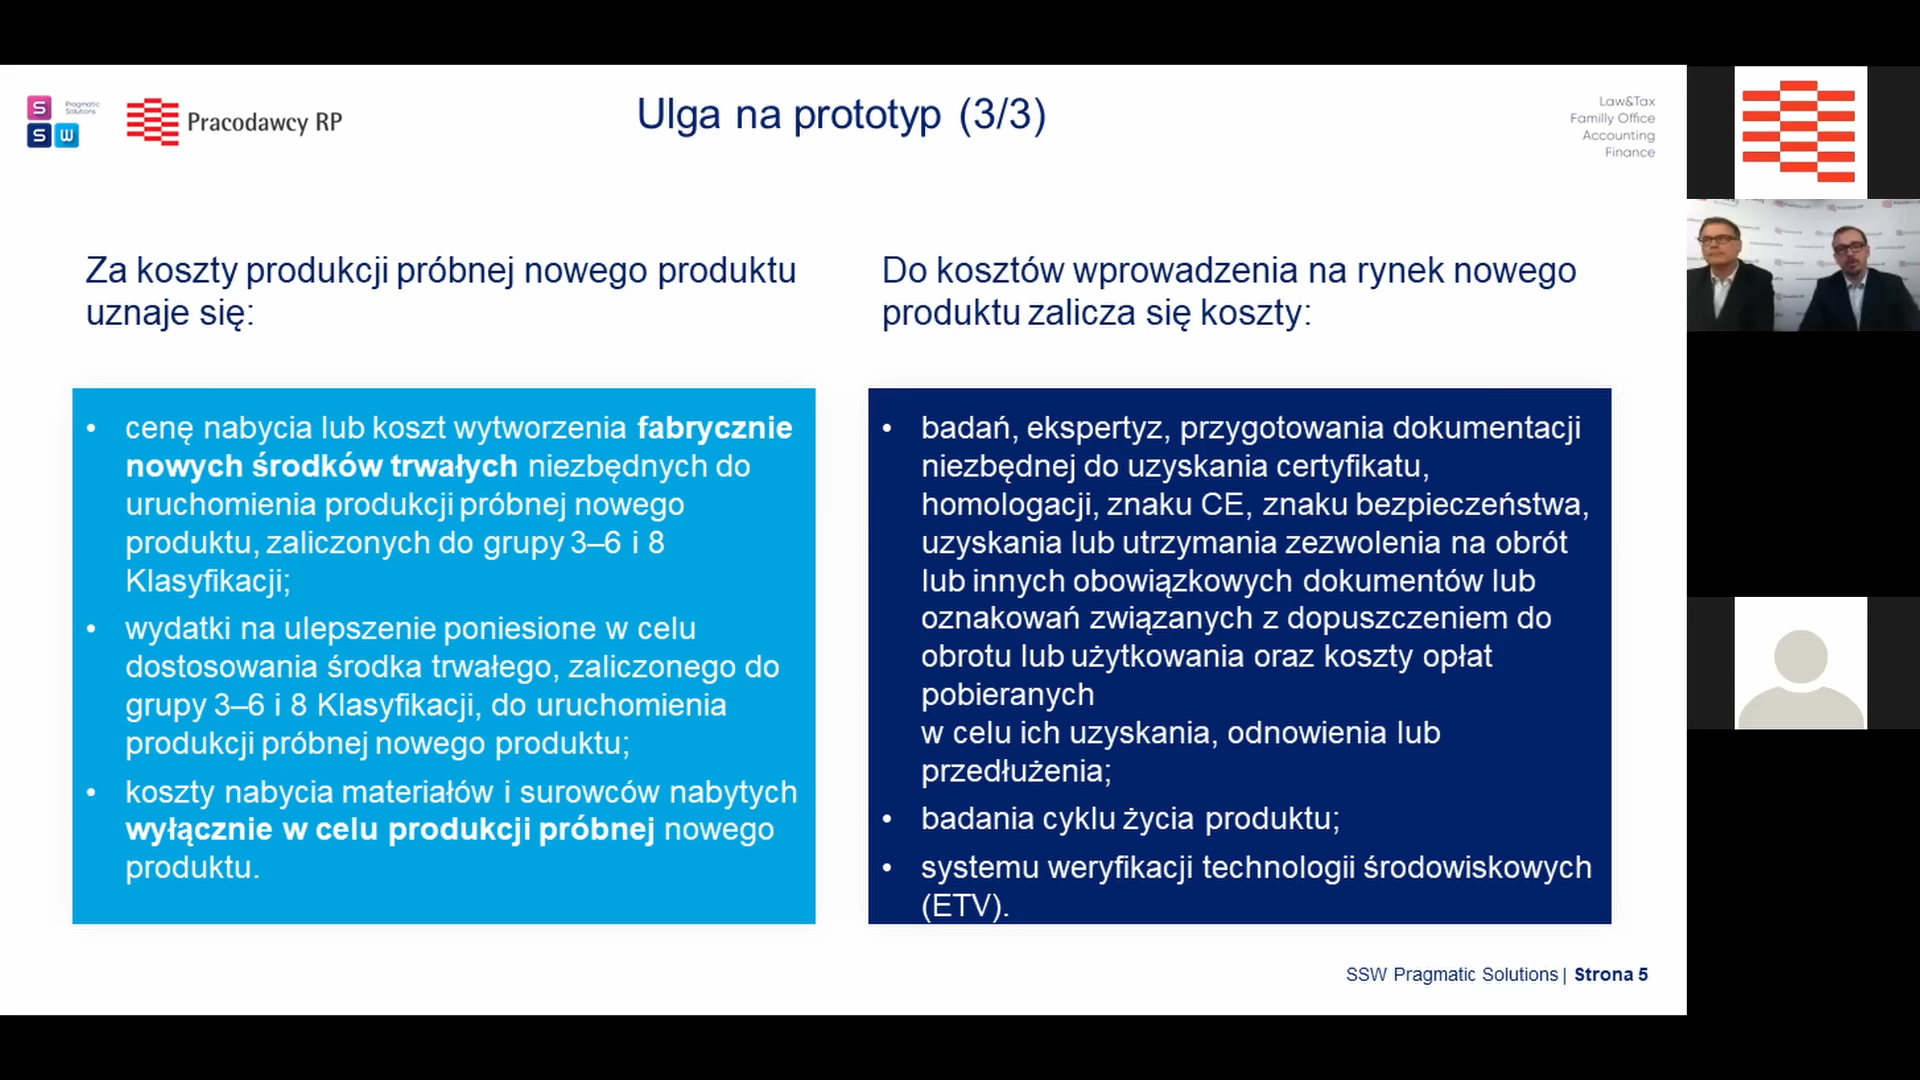 S
S W
Pragmatic
Solutions
Pracodawcy RP
Ulga na prototyp (3/3)
Law&Tax
Familly Office
Accounting
Finance
Za koszty produkcji próbnej nowego produktu
uznaje się:
• cenę nabycia lub koszt wytworzenia fabrycznie
nowych środków trwałych niezbędnych do
uruchomienia produkcji próbnej nowego
produktu, zaliczonych do grupy 3–6 i 8
Klasyfikacji;
• wydatki na ulepszenie poniesione w celu
dostosowania środka trwałego, zaliczonego do
grupy 3–6 i 8 Klasyfikacji, do uruchomienia
produkcji próbnej nowego produktu;
• koszty nabycia materiałów i surowców nabytych
wyłącznie w celu produkcji próbnej nowego
produktu.
Do kosztów wprowadzenia na rynek nowego
produktu zalicza się koszty:
• badań, ekspertyz, przygotowania dokumentacji
niezbędnej do uzyskania certyfikatu,
homologacji, znaku CE, znaku bezpieczeństwa,
uzyskania lub utrzymania zezwolenia na obrót
lub innych obowiązkowych dokumentów lub
oznakowań związanych z dopuszczeniem do
obrotu lub użytkowania oraz koszty opłat
pobieranych
w celu ich uzyskania, odnowienia lub
przedłużenia;
• badania cyklu życia produktu;
• systemu weryfikacji technologii środowiskowych
(ETV).
SSW Pragmatic Solutions | Strona 5